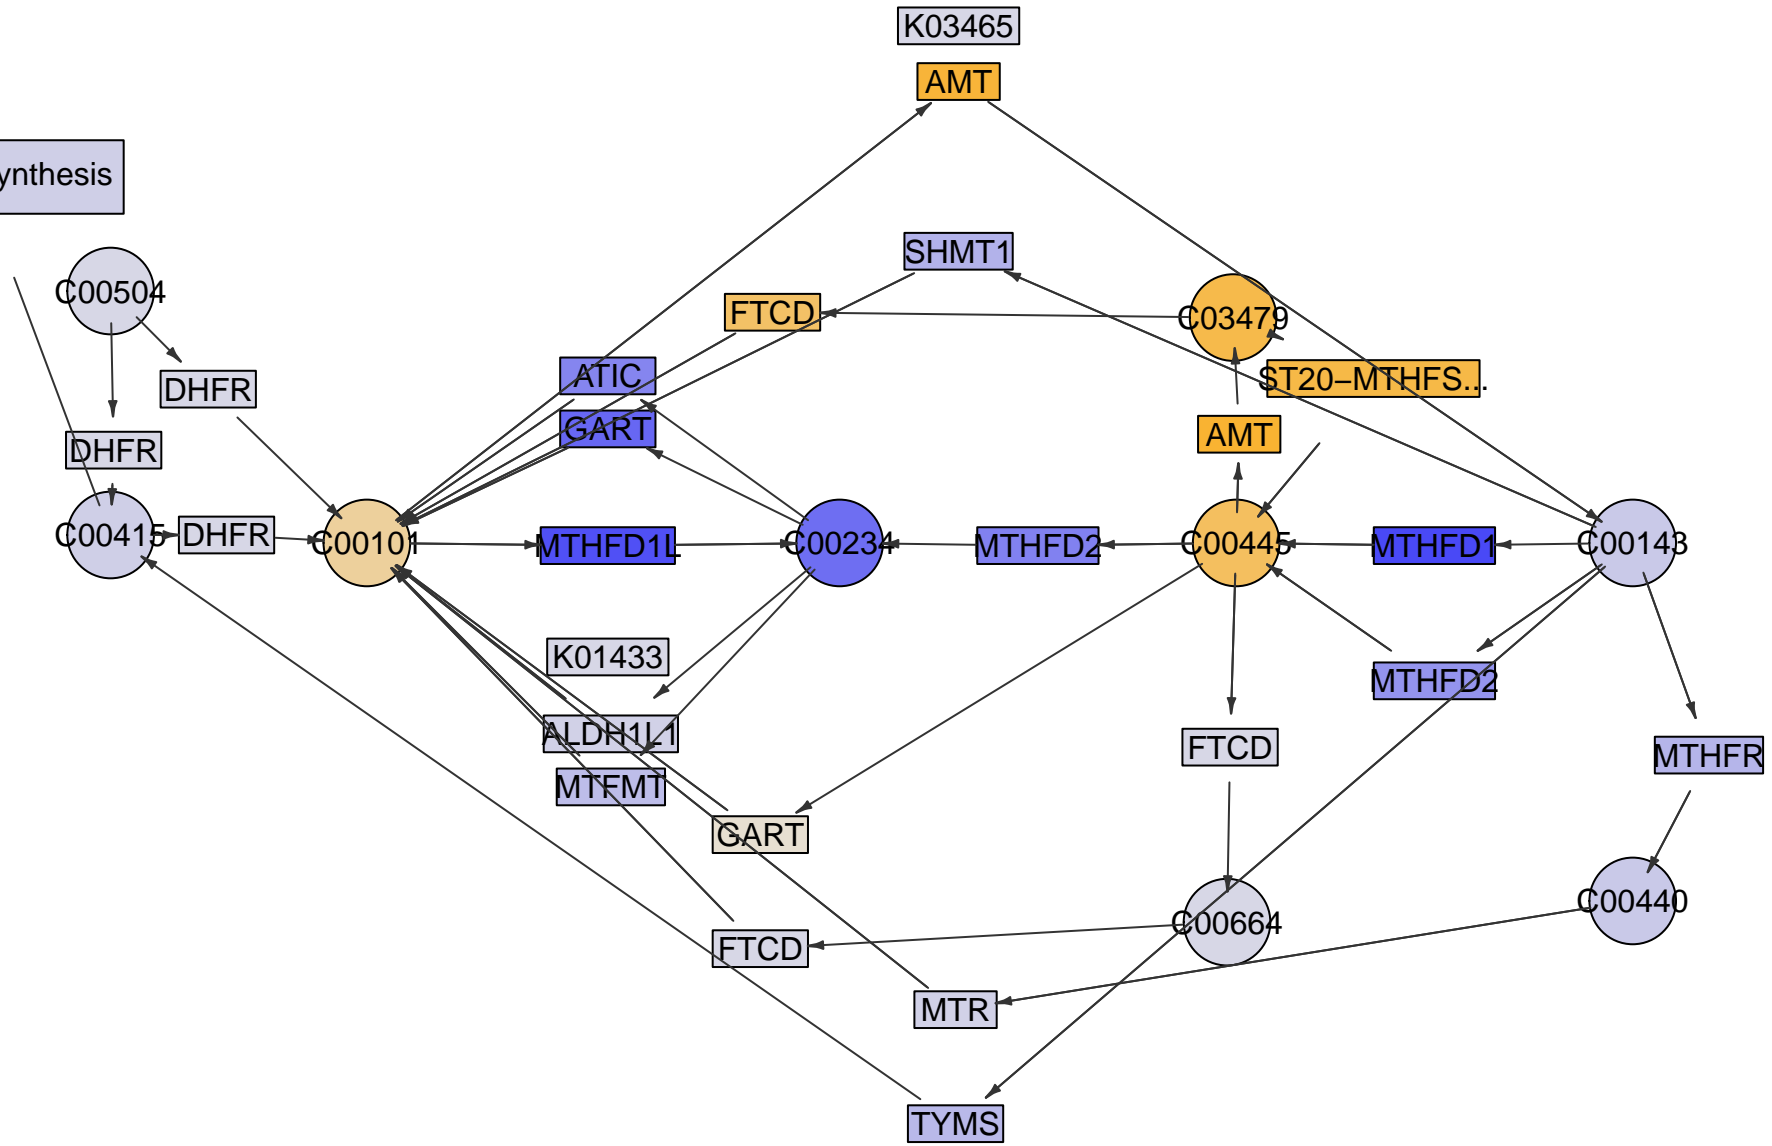 K03465
AMT
ynthesis
SHMT1
C00504
C03479
FTCD
ATIC
ST20−MTHFS...
DHFR
GART
AMT
DHFR
C00415
DHFR
C00101
MTHFD1L
C00234
MTHFD2
C00445
MTHFD1
C00143
K01433
MTHFD2
ALDH1L1
FTCD
MTHFR
MTFMT
GART
C00440
C00664
FTCD
MTR
TYMS